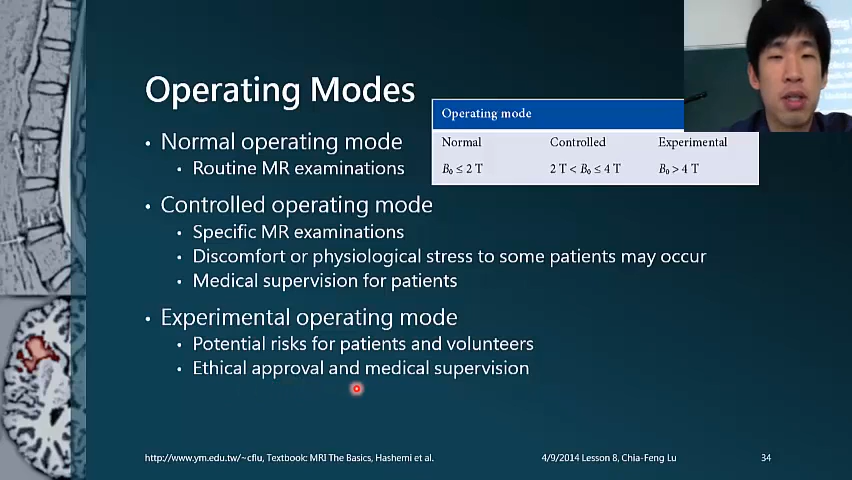 Operating Modes
Operating mode
Normal Controlled Experimental
B₀ ≤ 2 T 2 T < B₀ ≤ 4 T B₀ > 4 T
• Normal operating mode
• Routine MR examinations
• Controlled operating mode
• Specific MR examinations
• Discomfort or physiological stress to some patients may occur
• Medical supervision for patients
• Experimental operating mode
• Potential risks for patients and volunteers
• Ethical approval and medical supervision
http://www.ym.edu.tw/~cflu, Textbook: MRI The Basics, Hashemi et al. 4/9/2014 Lesson 8, Chia-Feng Lu 34